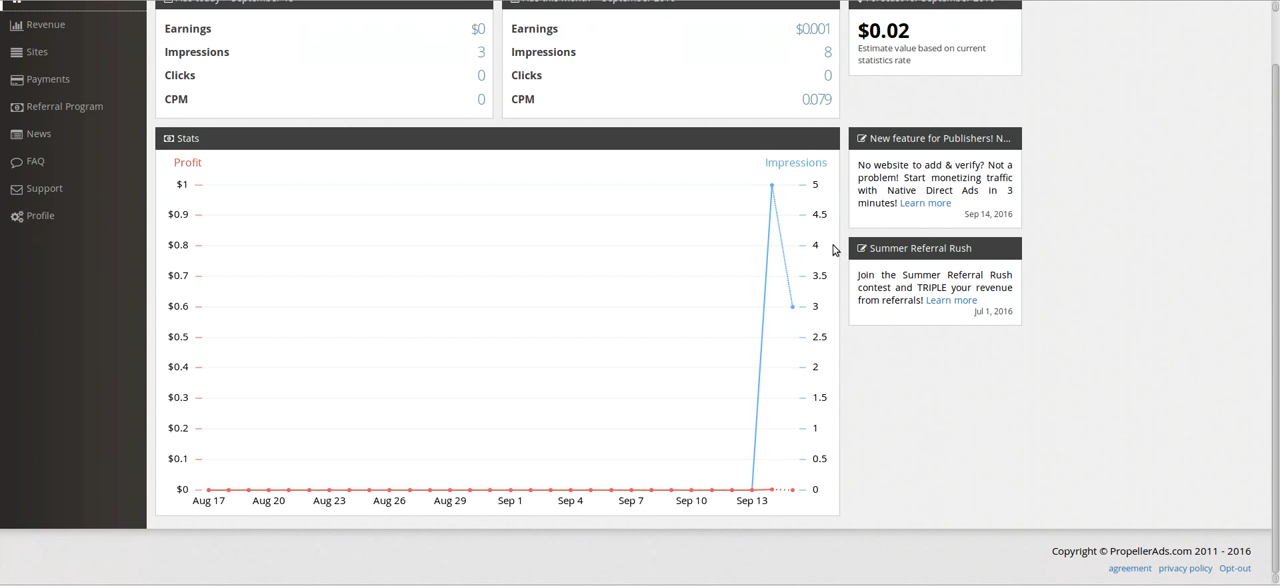 Revenue
Sites
Payments
Referral Program
News
FAQ
Support
Profile
Earnings $0
Impressions 3
Clicks 0
CPM 0
Earnings $0.001
Impressions 8
Clicks 0
CPM 0.079
$0.02
Estimate value based on current
statistics rate
Stats
Profit Impressions
$1 5
$0.9 4.5
$0.8 4
$0.7 3.5
$0.6 3
$0.5 2.5
$0.4 2
$0.3 1.5
$0.2 1
$0.1 0.5
$0 0
Aug 17 Aug 20 Aug 23 Aug 26 Aug 29 Sep 1 Sep 4 Sep 7 Sep 10 Sep 13
New feature for Publishers! N...
No website to add & verify? Not a
problem! Start monetizing traffic
with Native Direct Ads in 3
minutes! Learn more
Sep 14, 2016
Summer Referral Rush
Join the Summer Referral Rush
contest and TRIPLE your revenue
from referrals! Learn more
Jul 1, 2016
Copyright © PropellerAds.com 2011 - 2016
agreement privacy policy Opt-out